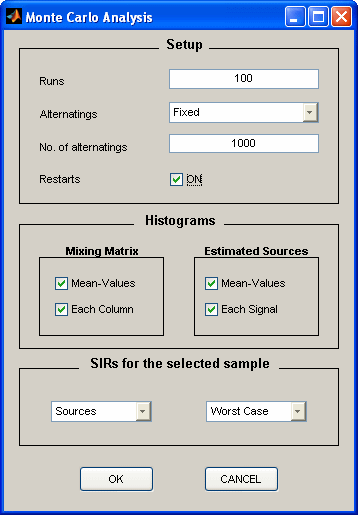 Monte Carlo Analysis
Setup
Runs
100
Alternatings
Fixed
No. of alternatings
1000
Restarts
ON
Histograms
Mixing Matrix
Estimated Sources
Mean-Values
Mean-Values
Each Column
Each Signal
SIRs for the selected sample
Sources
Worst Case
OK
CANCEL